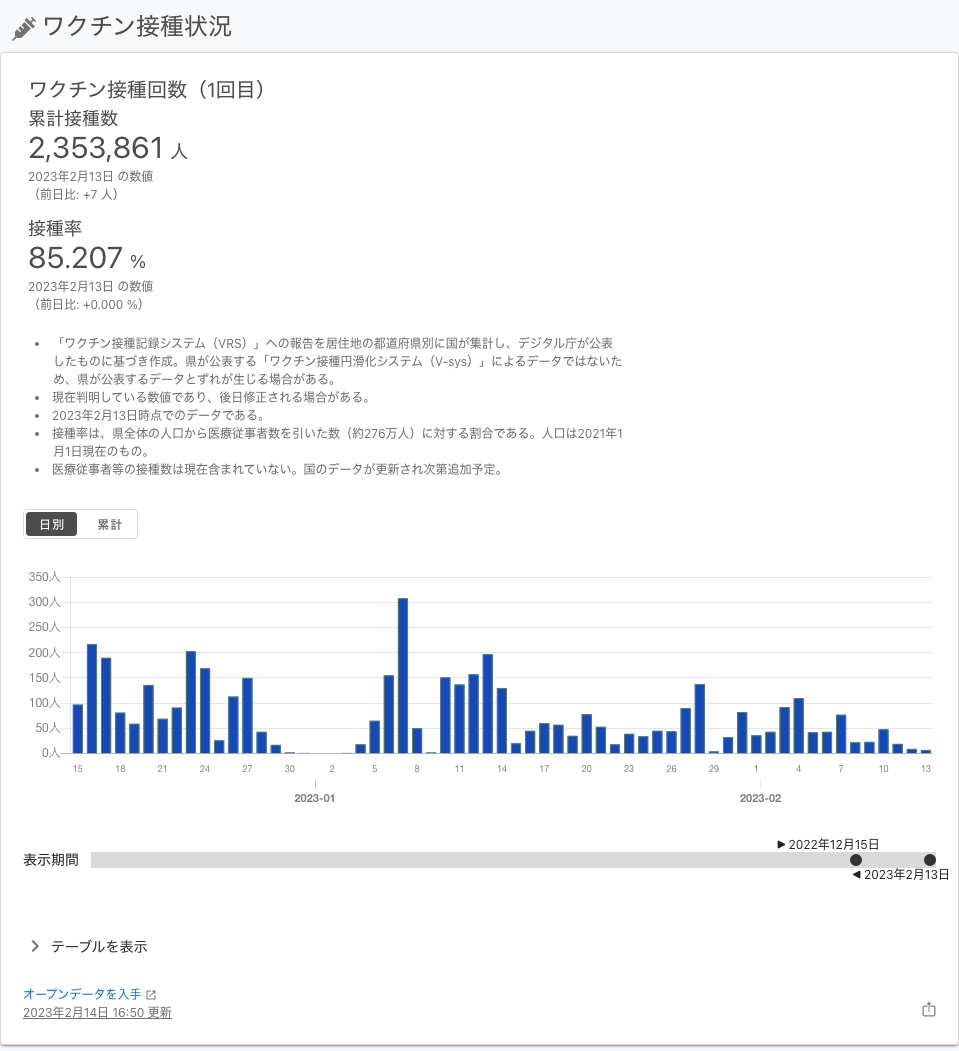 ワクチン接種状況
ワクチン接種回数（1回目）
累計接種数
2,353,861 人
2023年2月13日 の数値
（前日比: +7 人）
接種率
85.207 %
2023年2月13日 の数値
（前日比: +0.000 %）
• 「ワクチン接種記録システム（VRS）」への報告を居住地の都道府県別に国が集計し、デジタル庁が公表
したものに基づき作成。県が公表する「ワクチン接種円滑化システム（V-sys）」によるデータではないた
め、県が公表するデータとずれが生じる場合がある。
• 現在判明している数値であり、後日修正される場合がある。
• 2023年2月13日時点でのデータである。
• 接種率は、県全体の人口から医療従事者数を引いた数（約276万人）に対する割合である。人口は2021年1
月1日現在のもの。
• 医療従事者等の接種数は現在含まれていない。国のデータが更新され次第追加予定。
日別 累計
350人
300人
250人
200人
150人
100人
50人
0人
15 18 21 24 27 30 2 5 8 11 14 17 20 23 26 29 1 4 7 10 13
2023-01 2023-02
▶ 2022年12月15日
表示期間
◀ 2023年2月13日
テーブルを表示
オープンデータを入手
2023年2月14日 16:50 更新